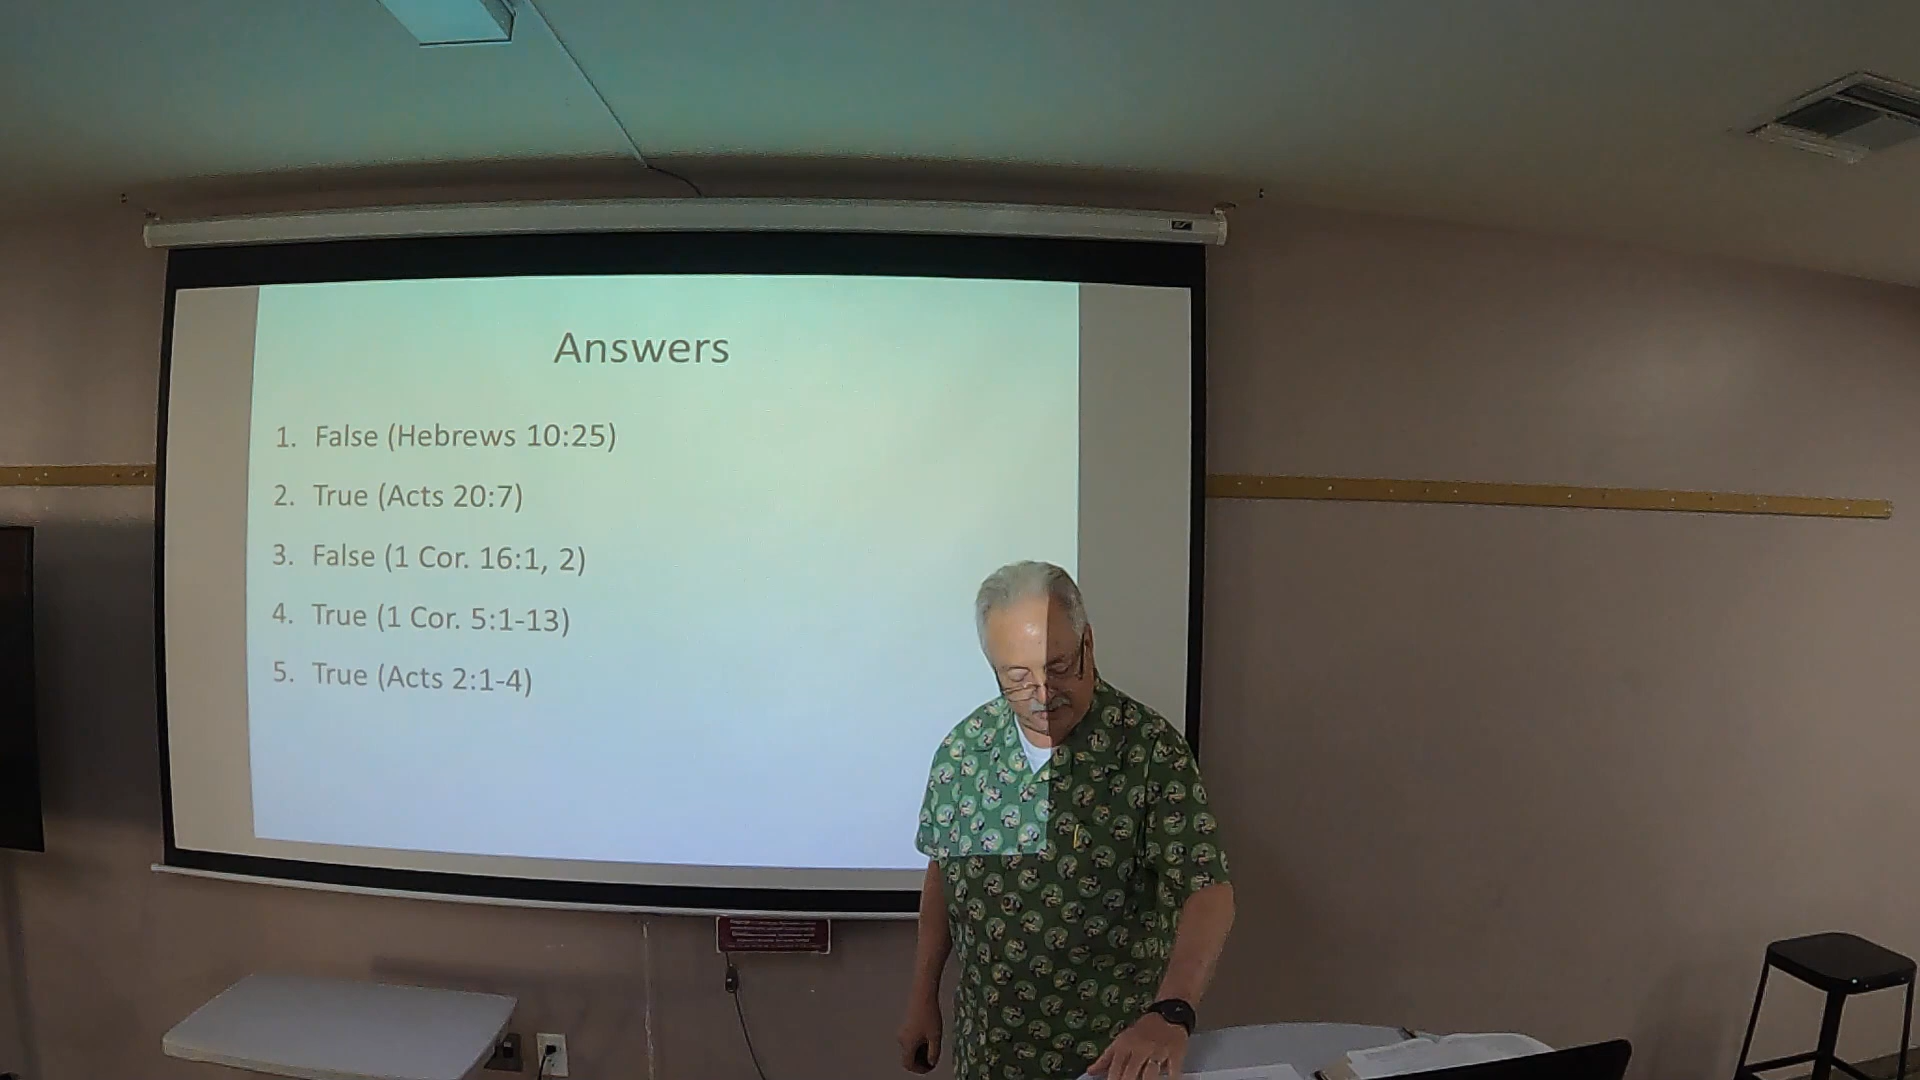 Answers
1. False (Hebrews 10:25)
2. True (Acts 20:7)
3. False (1 Cor. 16:1, 2)
4. True (1 Cor. 5:1-13)
5. True (Acts 2:1-4)